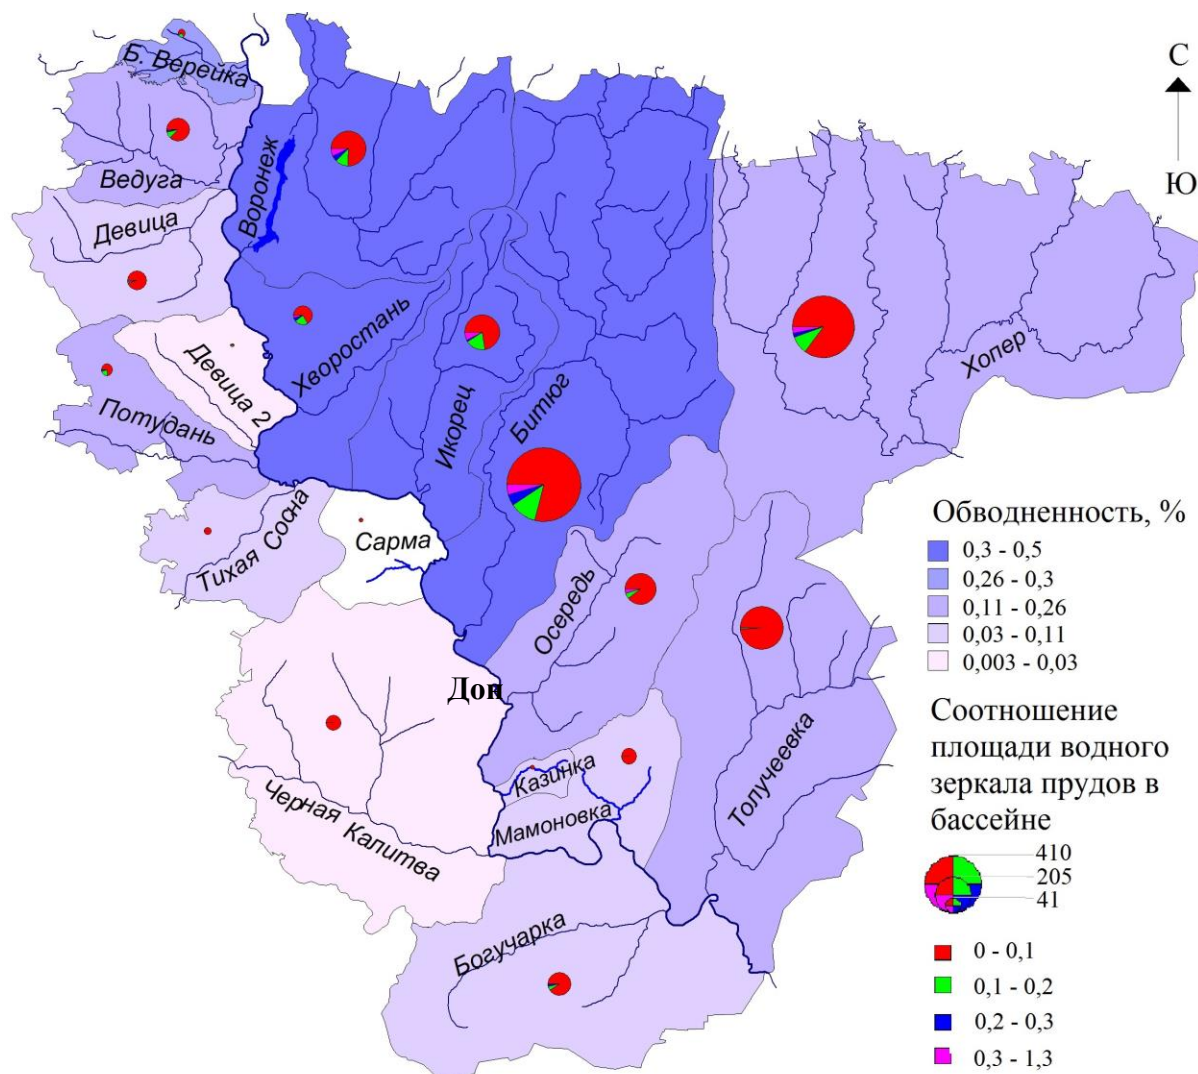 С
Ю
Б. Верейка
Ведуга
Девица
Воронеж
Хворостань
Девица 2
Потудань
Икорец
Битюг
Хопер
Тихая Сосна
Сарма
Осередь
Дон
Казинка
Мамоновка
Толучеевка
Черная Калитва
Богучарка
Обводненность, %
0,3 - 0,5
0,26 - 0,3
0,11 - 0,26
0,03 - 0,11
0,003 - 0,03
Соотношение
площади водного
зеркала прудов в
бассейне
410
205
41
0 - 0,1
0,1 - 0,2
0,2 - 0,3
0,3 - 1,3